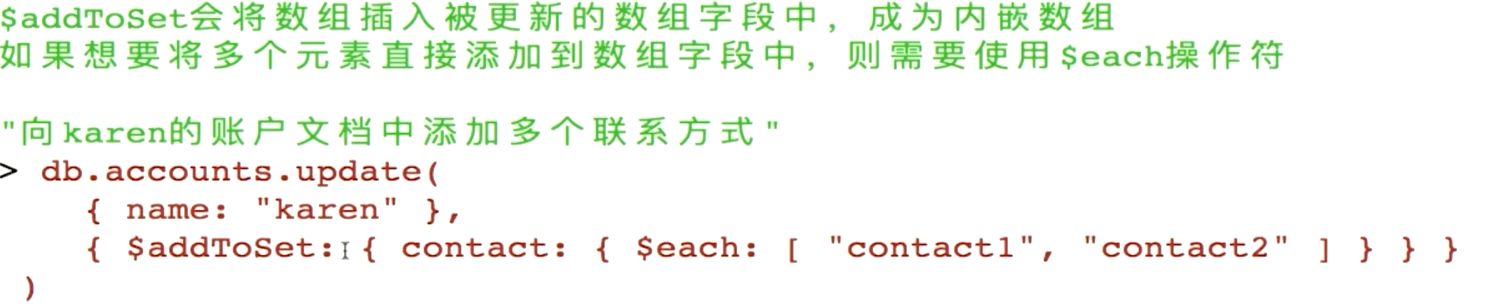 $addToSet会将数组插入被更新的数组字段中，成为内嵌数组
如果想要将多个元素直接添加到数组字段中，则需要使用$each操作符
"向karen的账户文档中添加多个联系方式"
> db.accounts.update(
{ name: "karen" },
{ $addToSet: { contact: { $each: [ "contact1", "contact2" ] } } }
)